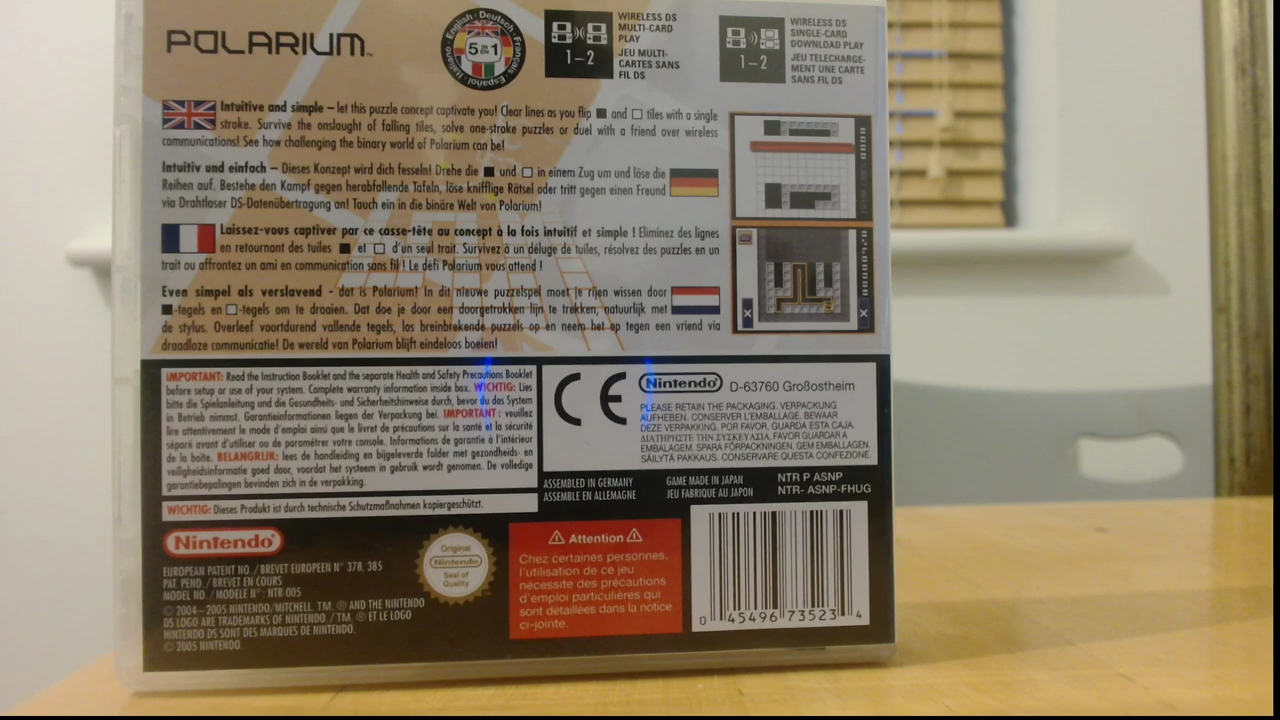 POLARIUM™
English · Deutsch · Français · Español · Italiano
5 IN EN 1
WIRELESS DS
MULTI-CARD
PLAY
JEU MULTI-
CARTES SANS
FIL DS
1–2
WIRELESS DS
SINGLE-CARD
DOWNLOAD PLAY
JEU TELECHARGE-
MENT UNE CARTE
SANS FIL DS
1–2
Intuitive and simple – let this puzzle concept captivate you! Clear lines as you flip ■ and □ tiles with a single
stroke. Survive the onslaught of falling tiles, solve one-stroke puzzles or duel with a friend over wireless
communications! See how challenging the binary world of Polarium can be!
Intuitiv und einfach – Dieses Konzept wird dich fesseln! Drehe die ■ und □ in einem Zug um und löse die
Reihen auf. Bestehe den Kampf gegen herabfallende Tafeln, löse knifflige Rätsel oder tritt gegen einen Freund
via Drahtloser DS-Datenübertragung an! Tauch ein in die binäre Welt von Polarium!
Laissez-vous captiver par ce casse-tête au concept à la fois intuitif et simple ! Eliminez des lignes
en retournant des tuiles ■ et □ d'un seul trait. Survivez à un déluge de tuiles, résolvez des puzzles en un
trait ou affrontez un ami en communication sans fil ! Le défi Polarium vous attend !
Even simpel als verslavend - dat is Polarium! In dit nieuwe puzzelspel moet je rijen wissen door
■-tegels en □-tegels om te draaien. Dat doe je door een doorgetrokken lijn te trekken, natuurlijk met
de stylus. Overleef voortdurend vallende tegels, los breinbrekende puzzels op en neem het op tegen een vriend via
draadloze communicatie! De wereld van Polarium blijft eindeloos boeien!
IMPORTANT: Read the Instruction Booklet and the separate Health and Safety Precautions Booklet
before setup or use of your system. Complete warranty information inside box. WICHTIG: Lies
bitte die Spielanleitung und die Gesundheits- und Sicherheitshinweise durch, bevor du das System
in Betrieb nimmst. Garantieinformationen liegen der Verpackung bei. IMPORTANT : veuillez
lire attentivement le mode d'emploi ainsi que le livret de précautions sur la santé et la sécurité
séparé avant d'utiliser ou de paramétrer votre console. Informations de garantie à l'intérieur
de la boîte. BELANGRIJK: lees de handleiding en bijgeleverde folder met gezondheids- en
veiligheidsinformatie goed door, voordat het systeem in gebruik wordt genomen. De volledige
garantiebepalingen bevinden zich in de verpakking.
WICHTIG: Dieses Produkt ist durch technische Schutzmaßnahmen kopiergeschützt.
CE
Nintendo® D-63760 Großostheim
PLEASE RETAIN THE PACKAGING. VERPACKUNG
AUFHEBEN. CONSERVER L'EMBALLAGE. BEWAAR
DEZE VERPAKKING. POR FAVOR, GUARDA ESTA CAJA.
ΔΙΑΤΗΡΗΣΤΕ ΤΗΝ ΣΥΣΚΕΥΑΣΙΑ. FAVOR GUARDAR A
EMBALAGEM. SPARA FÖRPACKNINGEN. GEM EMBALLAGEN.
SÄILYTÄ PAKKAUS. CONSERVARE QUESTA CONFEZIONE.
ASSEMBLED IN GERMANY
ASSEMBLE EN ALLEMAGNE
GAME MADE IN JAPAN
JEU FABRIQUE AU JAPON
NTR P ASNP
NTR- ASNP-FHUG
Nintendo®
EUROPEAN PATENT NO. / BREVET EUROPEEN N° 378, 385
PAT. PEND. / BREVET EN COURS
MODEL NO. / MODELE N° · NTR-005
© 2004–2005 NINTENDO/MITCHELL. TM, ® AND THE NINTENDO
DS LOGO ARE TRADEMARKS OF NINTENDO. / TM, ® ET LE LOGO
NINTENDO DS SONT DES MARQUES DE NINTENDO.
© 2005 NINTENDO.
Original
Nintendo
Seal of
Quality
⚠ Attention ⚠
Chez certaines personnes,
l'utilisation de ce jeu
nécessite des précautions
d'emploi particulières qui
sont détaillées dans la notice
ci-jointe.
0 45496 73523 4